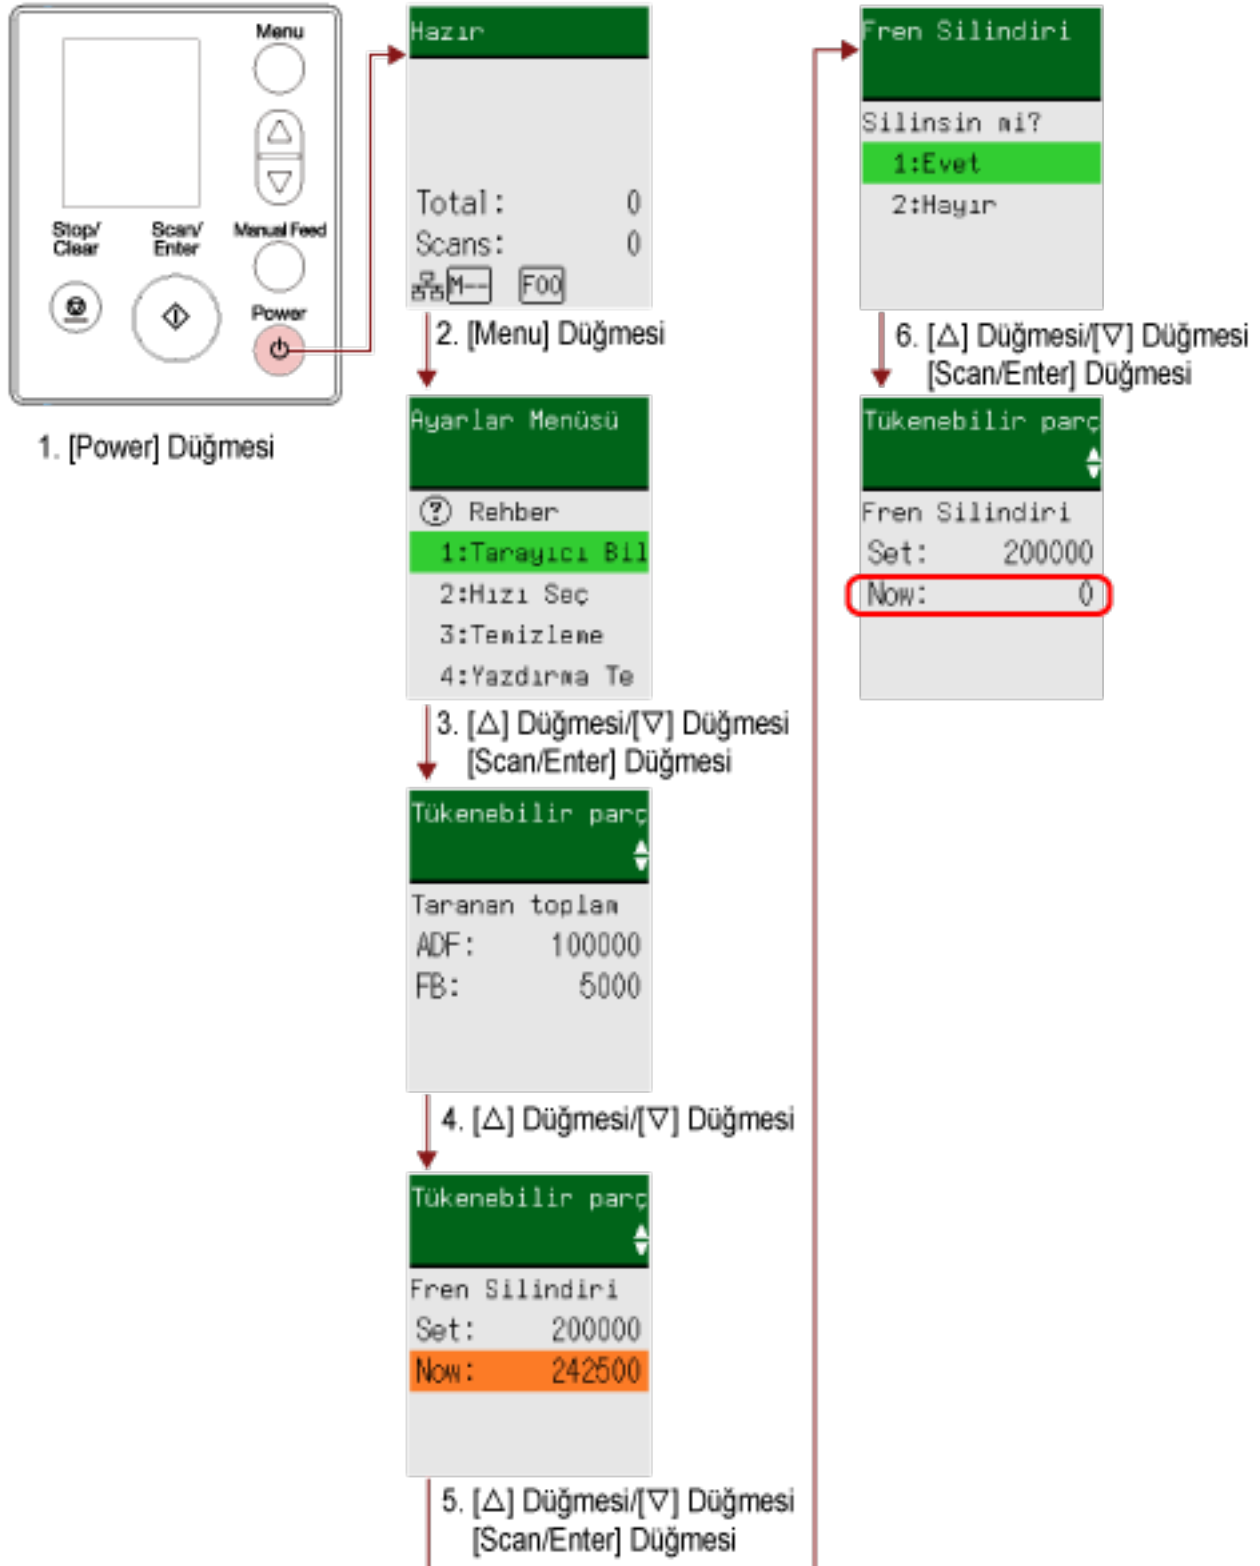 Menu
Stop/
Clear
Scan/
Enter
Manual Feed
Power
1. [Power] Düğmesi
Hazır
Total: 0
Scans: 0
M-- F00
2. [Menu] Düğmesi
Ayarlar Menüsü
? Rehber
1:Tarayıcı Bil
2:Hızı Seç
3:Temizleme
4:Yazdırma Te
3. [△] Düğmesi/[▽] Düğmesi
[Scan/Enter] Düğmesi
Tükenebilir parç
Taranan toplam
ADF: 100000
FB: 5000
4. [△] Düğmesi/[▽] Düğmesi
Tükenebilir parç
Fren Silindiri
Set: 200000
Now: 242500
5. [△] Düğmesi/[▽] Düğmesi
[Scan/Enter] Düğmesi
Fren Silindiri
Silinsin mi?
1:Evet
2:Hayır
6. [△] Düğmesi/[▽] Düğmesi
[Scan/Enter] Düğmesi
Tükenebilir parç
Fren Silindiri
Set: 200000
Now: 0